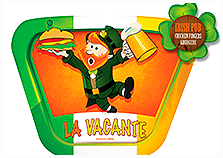 IRISH PUB
CHICKEN FINGERS
&BURGERS
LA VACANTE